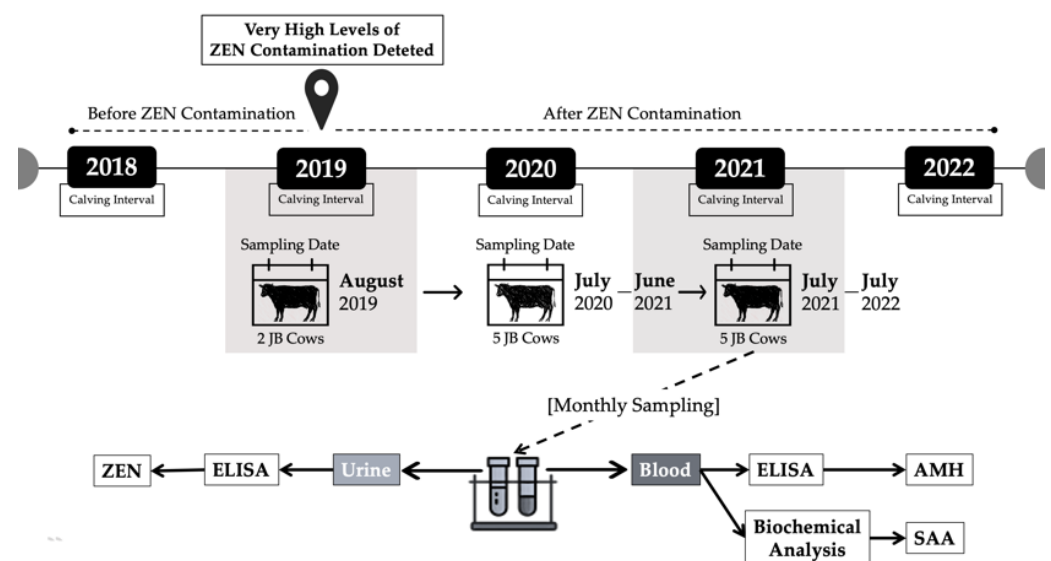 Very High Levels of
ZEN Contamination Deteted
Before ZEN Contamination
After ZEN Contamination
2018
2019
2020
2021
2022
Calving Interval
Calving Interval
Calving Interval
Calving Interval
Calving Interval
Sampling Date
August
2019
2 JB Cows
Sampling Date
July
2020
June
2021
5 JB Cows
Sampling Date
July
2021
July
2022
5 JB Cows
[Monthly Sampling]
ZEN
ELISA
Urine
Blood
ELISA
AMH
Biochemical
Analysis
SAA